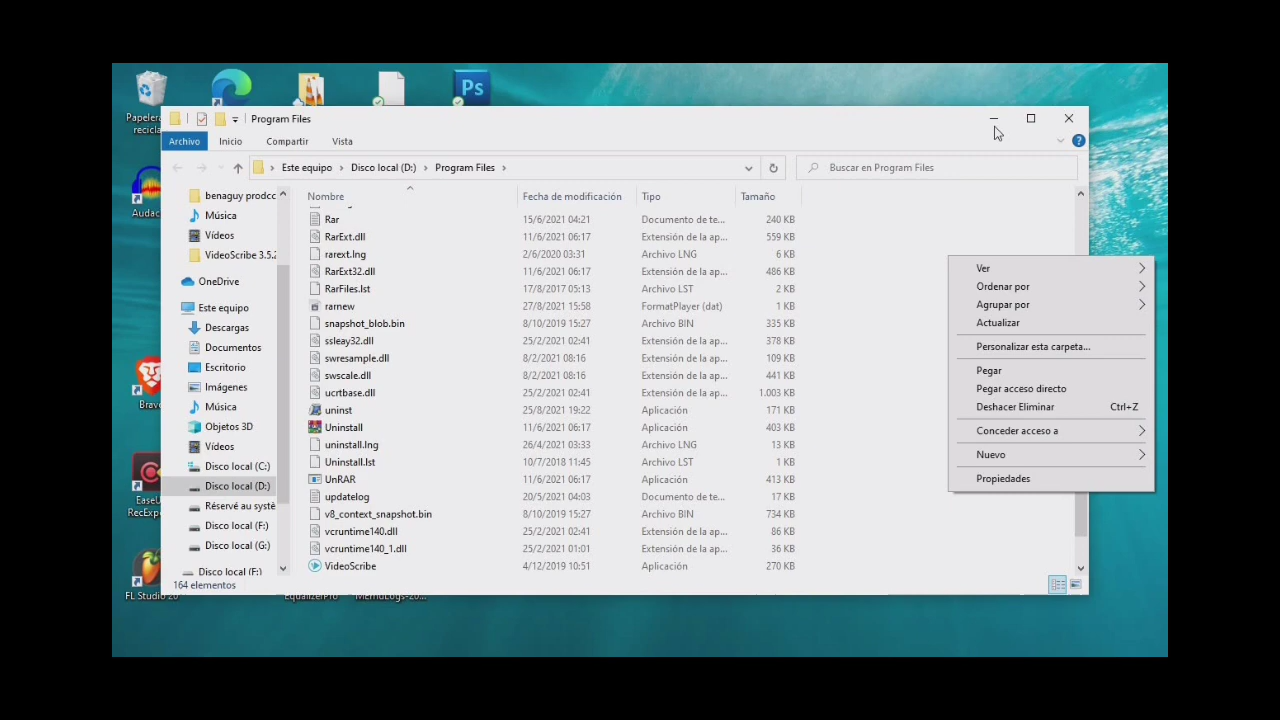 Papelera
recicl
Ps
Program Files
Archivo Inicio Compartir Vista
Este equipo Disco local (D:) Program Files
Buscar en Program Files
Nombre Fecha de modificación Tipo Tamaño
benaguy prodcc
Música
Vídeos
VideoScribe 3.5.2
OneDrive
Este equipo
Descargas
Documentos
Escritorio
Imágenes
Música
Objetos 3D
Vídeos
Disco local (C:)
Disco local (D:)
Réservé au systè
Disco local (F:)
Disco local (G:)
Disco local (F:)
Rar 15/6/2021 04:21 Documento de te... 240 KB
RarExt.dll 11/6/2021 06:17 Extensión de la ap... 559 KB
rarext.lng 2/6/2020 03:31 Archivo LNG 6 KB
RarExt32.dll 11/6/2021 06:17 Extensión de la ap... 486 KB
RarFiles.lst 17/8/2017 05:13 Archivo LST 2 KB
rarnew 27/8/2021 15:58 FormatPlayer (dat) 1 KB
snapshot_blob.bin 8/10/2019 15:27 Archivo BIN 335 KB
ssleay32.dll 25/2/2021 02:41 Extensión de la ap... 378 KB
swresample.dll 8/2/2021 08:16 Extensión de la ap... 109 KB
swscale.dll 8/2/2021 08:16 Extensión de la ap... 441 KB
ucrtbase.dll 25/2/2021 02:41 Extensión de la ap... 1.003 KB
uninst 25/8/2021 19:22 Aplicación 171 KB
Uninstall 11/6/2021 06:17 Aplicación 403 KB
uninstall.lng 26/4/2021 03:33 Archivo LNG 13 KB
Uninstall.lst 10/7/2018 11:45 Archivo LST 1 KB
UnRAR 11/6/2021 06:17 Aplicación 413 KB
updatelog 20/5/2021 04:03 Documento de te... 17 KB
v8_context_snapshot.bin 8/10/2019 15:27 Archivo BIN 734 KB
vcruntime140.dll 25/2/2021 02:41 Extensión de la ap... 86 KB
vcruntime140_1.dll 25/2/2021 01:01 Extensión de la ap... 36 KB
VideoScribe 4/12/2019 10:51 Aplicación 270 KB
164 elementos
Ver
Ordenar por
Agrupar por
Actualizar
Personalizar esta carpeta...
Pegar
Pegar acceso directo
Deshacer Eliminar Ctrl+Z
Conceder acceso a
Nuevo
Propiedades
Audac
Brave
EaseU
RecExp
FL Studio 20
EqualizerPro
MEmuLogs-20...